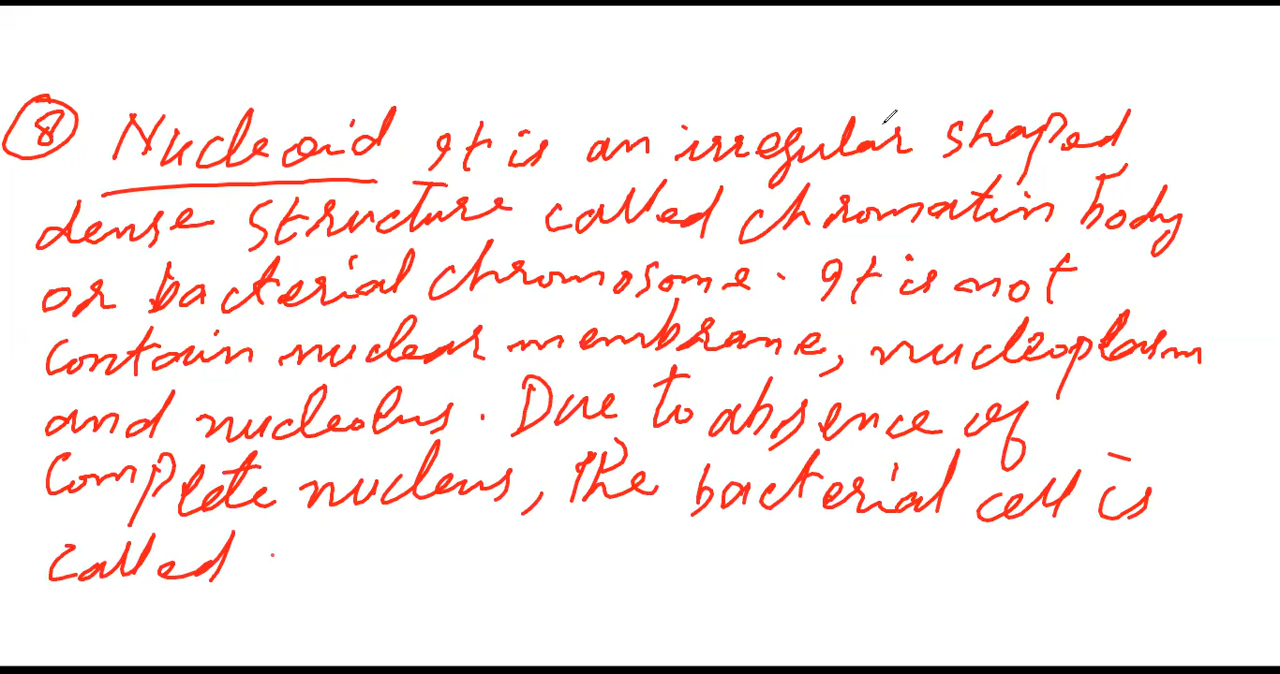 ⑧ Nucleoid It is an irregular shaped
dense structure called chromatin body
or bacterial chromosome. It is not
contain nuclear membrane, nucleoplasm
and nucleolus. Due to absence of
complete nucleus, the bacterial cell is
called